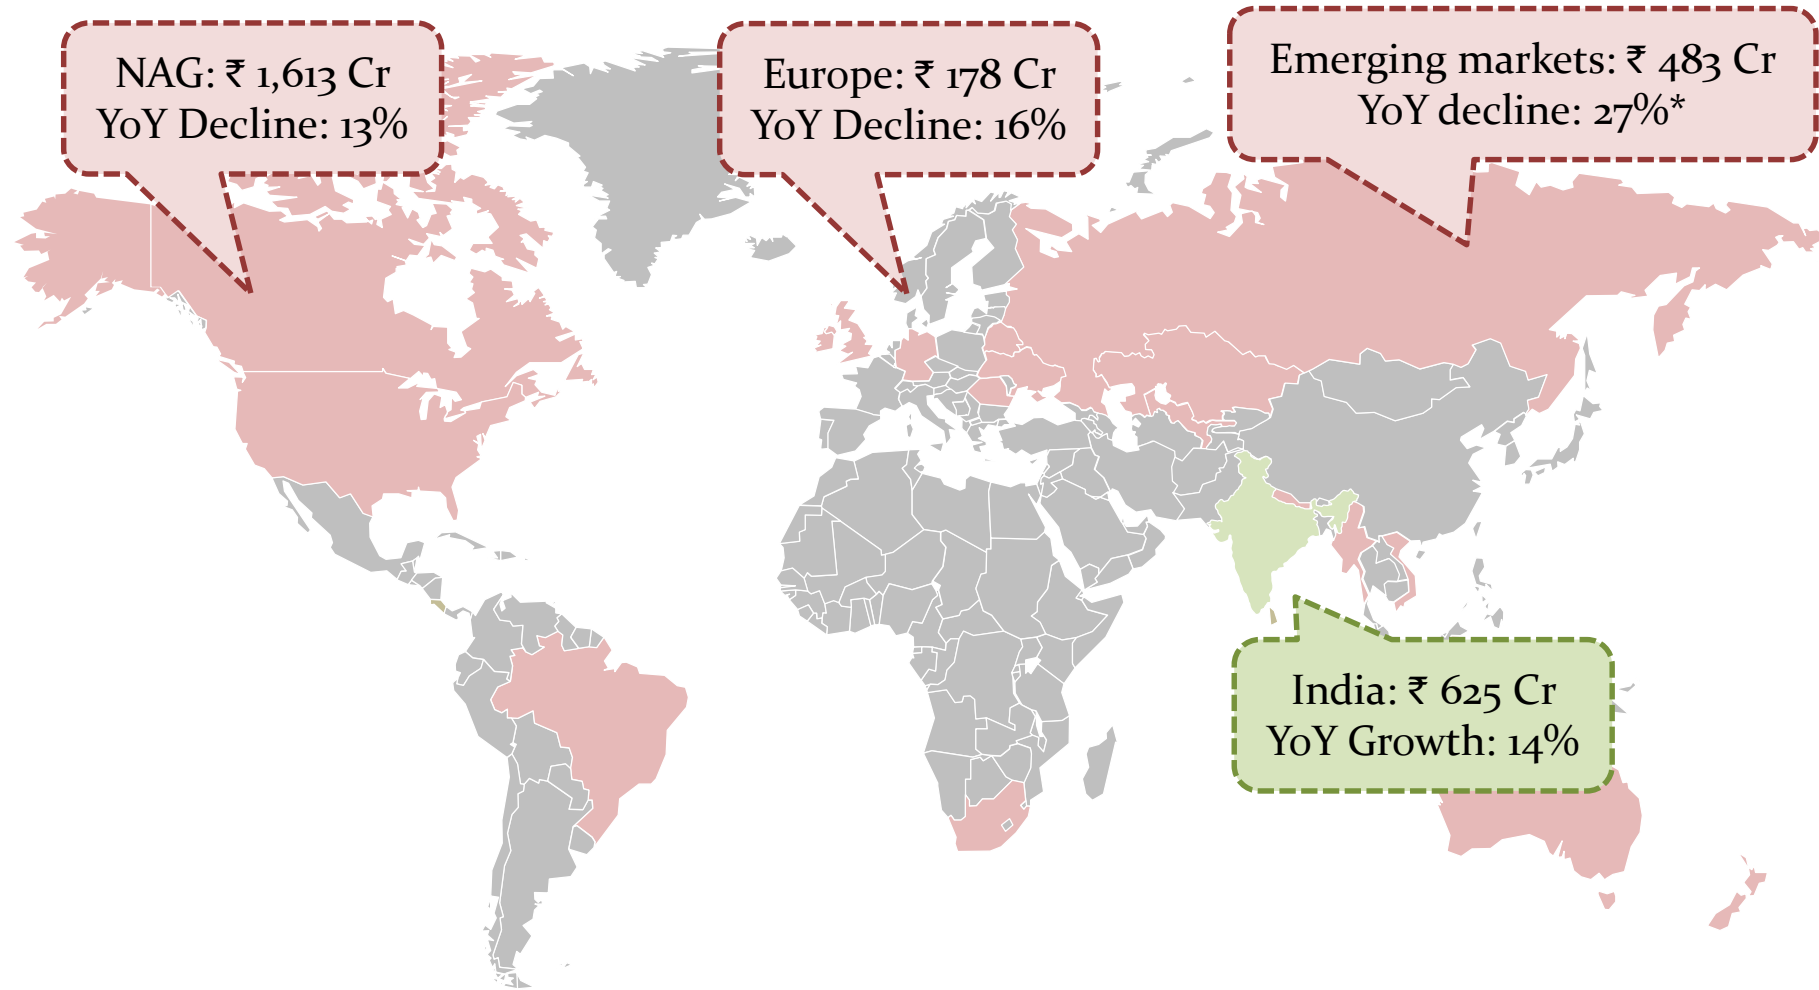 NAG: ₹ 1,613 Cr
YoY Decline: 13%
Europe: ₹ 178 Cr
YoY Decline: 16%
Emerging markets: ₹ 483 Cr
YoY decline: 27%*
India: ₹ 625 Cr
YoY Growth: 14%